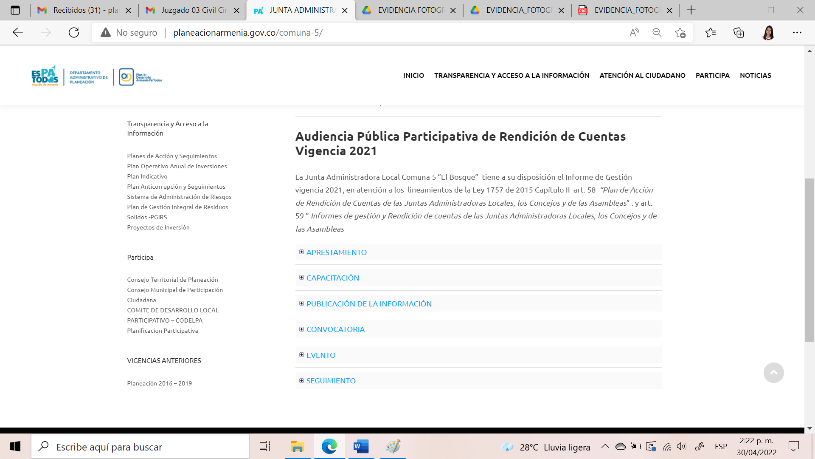 Recibidos (31) - pla
Juzgado 03 Civil Cir
JUNTA ADMINISTRA
EVIDENCIA FOTOGR
EVIDENCIA_FOTOG
EVIDENCIA_FOTOG
No seguro | planeacionarmenia.gov.co/comuna-5/
ES PA TODOS
DEPARTAMENTO ADMINISTRATIVO DE PLANEACIÓN
INICIO TRANSPARENCIA Y ACCESO A LA INFORMACIÓN ATENCIÓN AL CIUDADANO PARTICIPA NOTICIAS
Transparencia y Acceso a la
Información
Planes de Acción y Seguimientos
Plan Operativo Anual de Inversiones
Plan Indicativo
Plan Anticorrupción y Seguimientos
Sistema de Administración de Riesgos
Plan de Gestión Integral de Residuos
Solidos -PGIRS
Proyectos de Inversión
Participa
Consejo Territorial de Planeación
Consejo Municipal de Participación
Ciudadana
COMITE DE DESARROLLO LOCAL
PARTICIPATIVO – CODELPA
Planificacion Participativa
VIGENCIAS ANTERIORES
Planeación 2016 – 2019
Audiencia Pública Participativa de Rendición de Cuentas
Vigencia 2021
La Junta Administradora Local Comuna 5 “El Bosque” tiene a su disposición el Informe de Gestión
vigencia 2021, en atención a los lineamientos de la Ley 1757 de 2015 Capítulo II art. 58 “Plan de Acción
de Rendición de Cuentas de las Juntas Administradoras Locales, los Concejos y de las Asambleas” . y art.
59 “ Informes de gestión y Rendición de cuentas de las Juntas Administradoras Locales, los Concejos y de
las Asambleas
APRESTAMIENTO
CAPACITACIÓN
PUBLICACIÓN DE LA INFORMACIÓN
CONVOCATORIA
EVENTO
SEGUIMIENTO
Escribe aquí para buscar
28°C Lluvia ligera
ESP
2:22 p. m.
30/04/2022